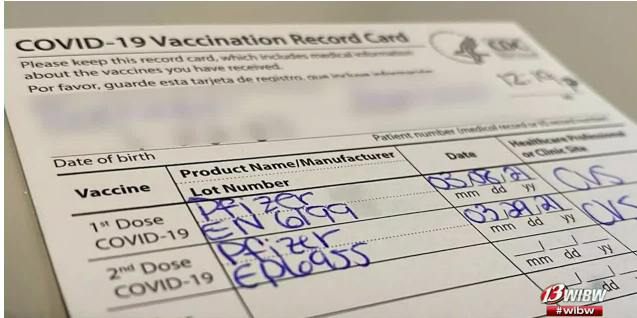 COVID-19 Vaccination Record Card
CDC
Please keep this record card, which includes medical information
about the vaccines you have received.
Por favor, guarde esta tarjeta de registro, que incluye información
Patient number (medical record or IIS record number)
Date of birth
Vaccine
Product Name/Manufacturer
Lot Number
Date
Healthcare Professional
or Clinic Site
1st Dose
COVID-19
Pfizer
EN 6199
03/08/21
mm dd yy
CVS
2nd Dose
COVID-19
Pfizer
03/29/21
mm dd yy
CVS
mm dd yy
dd yy
13 WIBW
#wibw